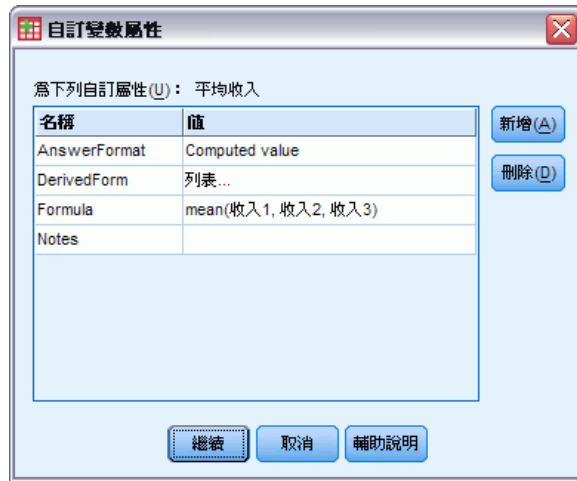 自訂變數屬性
為下列自訂屬性(U)： 平均收入
名稱 值
AnswerFormat Computed value
DerivedForm 列表...
Formula mean(收入1, 收入2, 收入3)
Notes
新增(A)
刪除(D)
繼續 取消 輔助說明